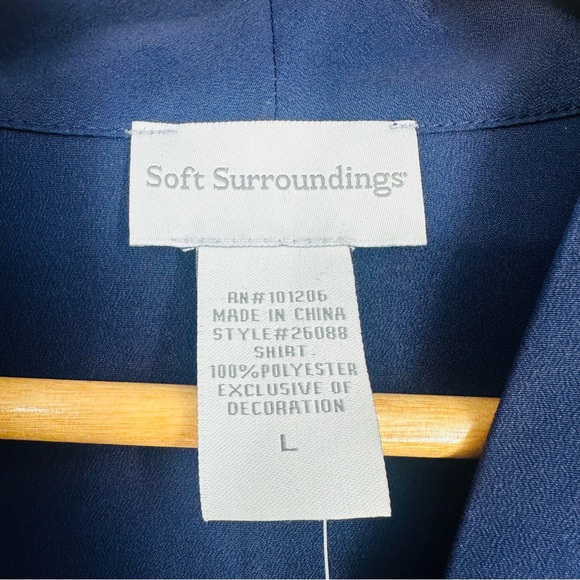 Soft Surroundings®
RN#101206
MADE IN CHINA
STYLE#26088
SHIRT
100%POLYESTER
EXCLUSIVE OF
DECORATION
L